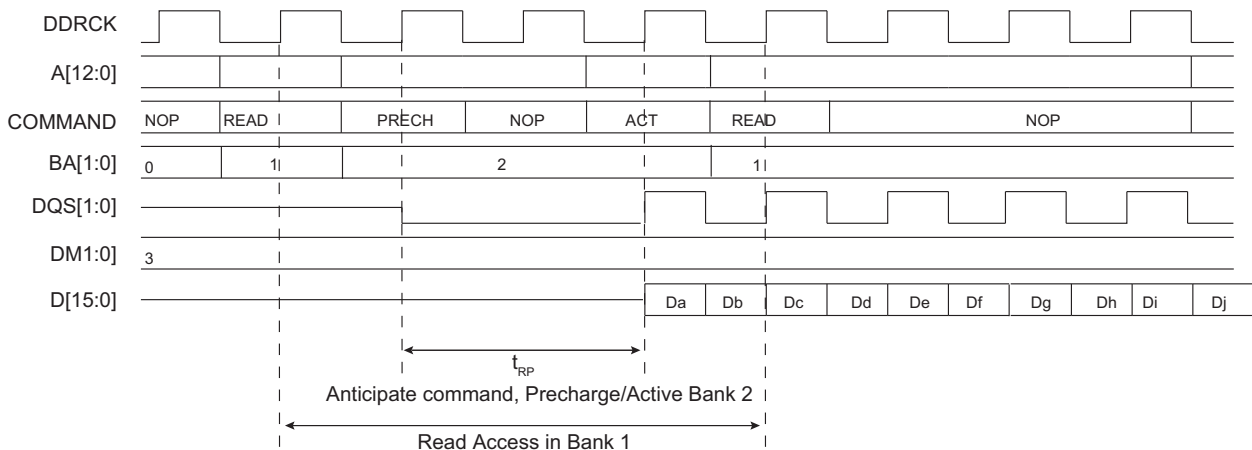 DDRCK
A[12:0]
COMMAND NOP READ PRECH NOP ACT READ NOP
BA[1:0] 0 1 2 1
DQS[1:0]
DM1:0] 3
D[15:0] Da Db Dc Dd De Df Dg Dh Di Dj
tRP
Anticipate command, Precharge/Active Bank 2
Read Access in Bank 1